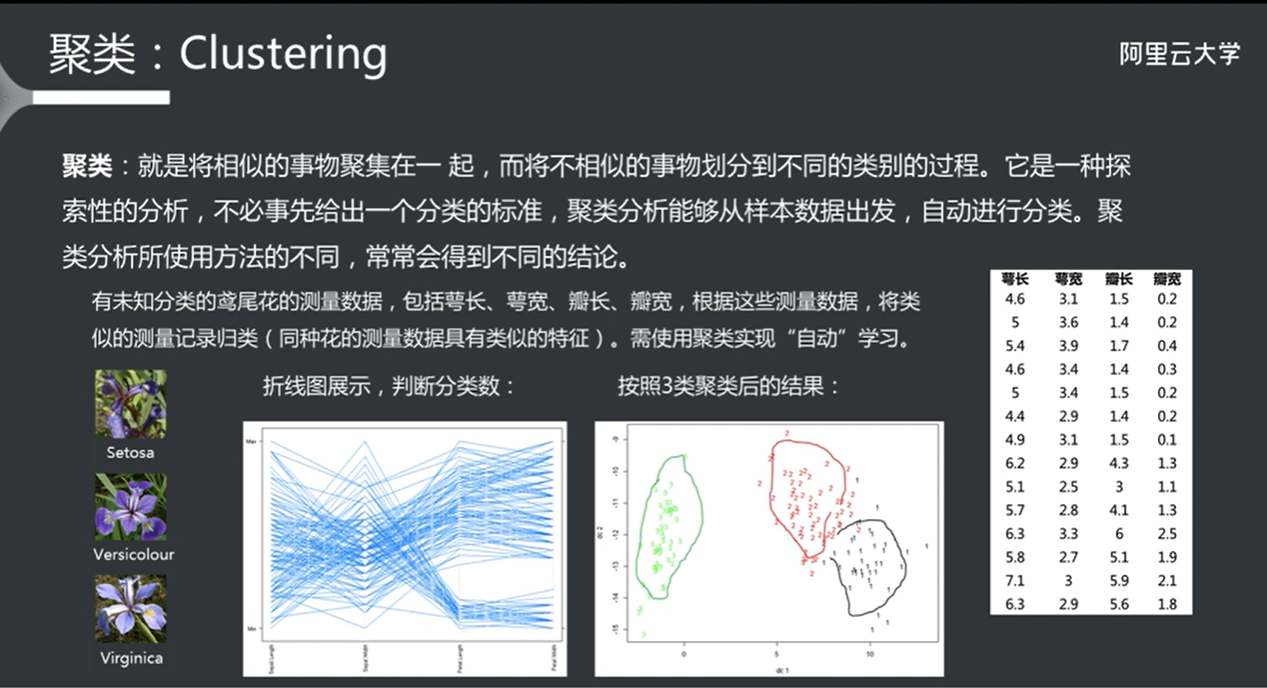 聚类：Clustering
阿里云大学
聚类：就是将相似的事物聚集在一 起，而将不相似的事物划分到不同的类别的过程。它是一种探
索性的分析，不必事先给出一个分类的标准，聚类分析能够从样本数据出发，自动进行分类。聚
类分析所使用方法的不同，常常会得到不同的结论。
有未知分类的鸢尾花的测量数据，包括萼长、萼宽、瓣长、瓣宽，根据这些测量数据，将类
似的测量记录归类（同种花的测量数据具有类似的特征）。需使用聚类实现“自动”学习。
Setosa
Versicolour
Virginica
折线图展示，判断分类数：
Max
Min
Sepal.Length
Sepal.Width
Petal.Length
Petal.Width
按照3类聚类后的结果：
dc 2
-9
-10
-11
-12
-13
-14
-15
0 5 10
dc 1
萼长 萼宽 瓣长 瓣宽
4.6 3.1 1.5 0.2
5 3.6 1.4 0.2
5.4 3.9 1.7 0.4
4.6 3.4 1.4 0.3
5 3.4 1.5 0.2
4.4 2.9 1.4 0.2
4.9 3.1 1.5 0.1
6.2 2.9 4.3 1.3
5.1 2.5 3 1.1
5.7 2.8 4.1 1.3
6.3 3.3 6 2.5
5.8 2.7 5.1 1.9
7.1 3 5.9 2.1
6.3 2.9 5.6 1.8